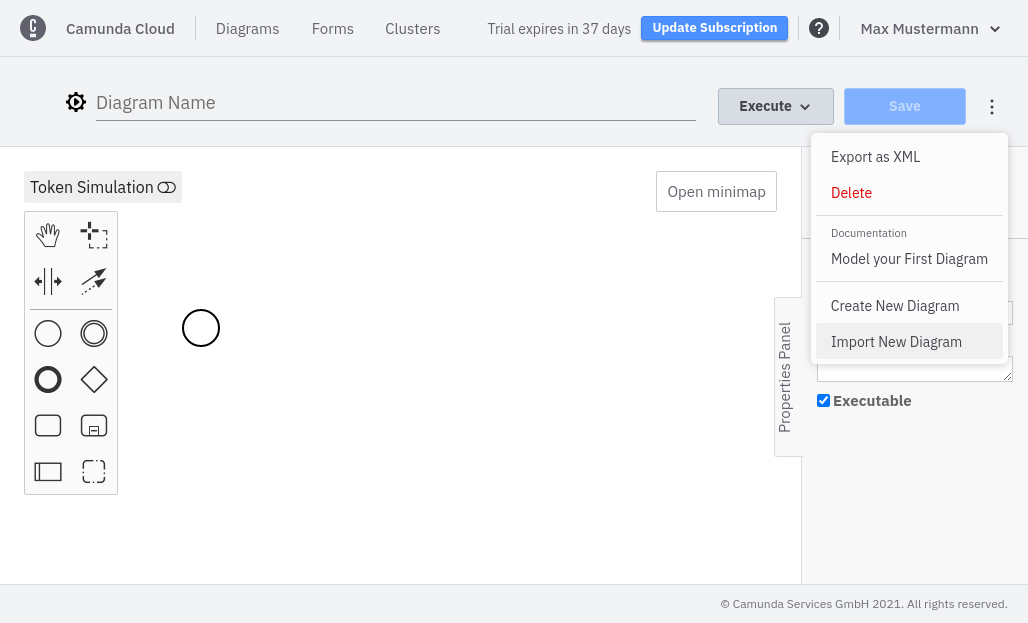 Camunda Cloud
Diagrams
Forms
Clusters
Trial expires in 37 days
Update Subscription
?
Max Mustermann
Diagram Name
Execute
Save
Export as XML
Delete
Documentation
Model your First Diagram
Create New Diagram
Import New Diagram
Token Simulation
Open minimap
Properties Panel
Executable
© Camunda Services GmbH 2021. All rights reserved.